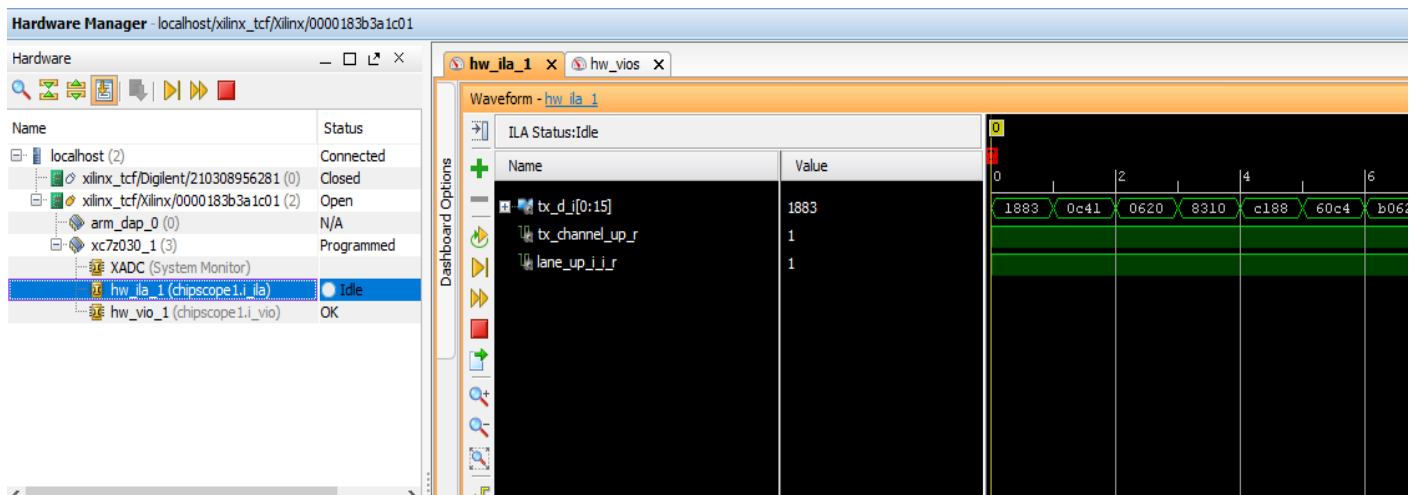 Hardware Manager - localhost/xilinx_tcf/Xilinx/0000183b3a1c01
Hardware
Name Status
localhost (2) Connected
xilinx_tcf/Digilent/210308956281 (0) Closed
xilinx_tcf/Xilinx/0000183b3a1c01 (2) Open
arm_dap_0 (0) N/A
xc7z030_1 (3) Programmed
XADC (System Monitor)
hw_ila_1 (chipscope1.i_ila) Idle
hw_vio_1 (chipscope1.i_vio) OK
hw_ila_1 hw_vios
Dashboard Options
Waveform - hw_ila_1
ILA Status:Idle
Name Value
tx_d_i[0:15] 1883
tx_channel_up_r 1
lane_up_i_i_r 1
0
0 2 4 6
1883 0c41 0620 8310 c188 60c4 b062